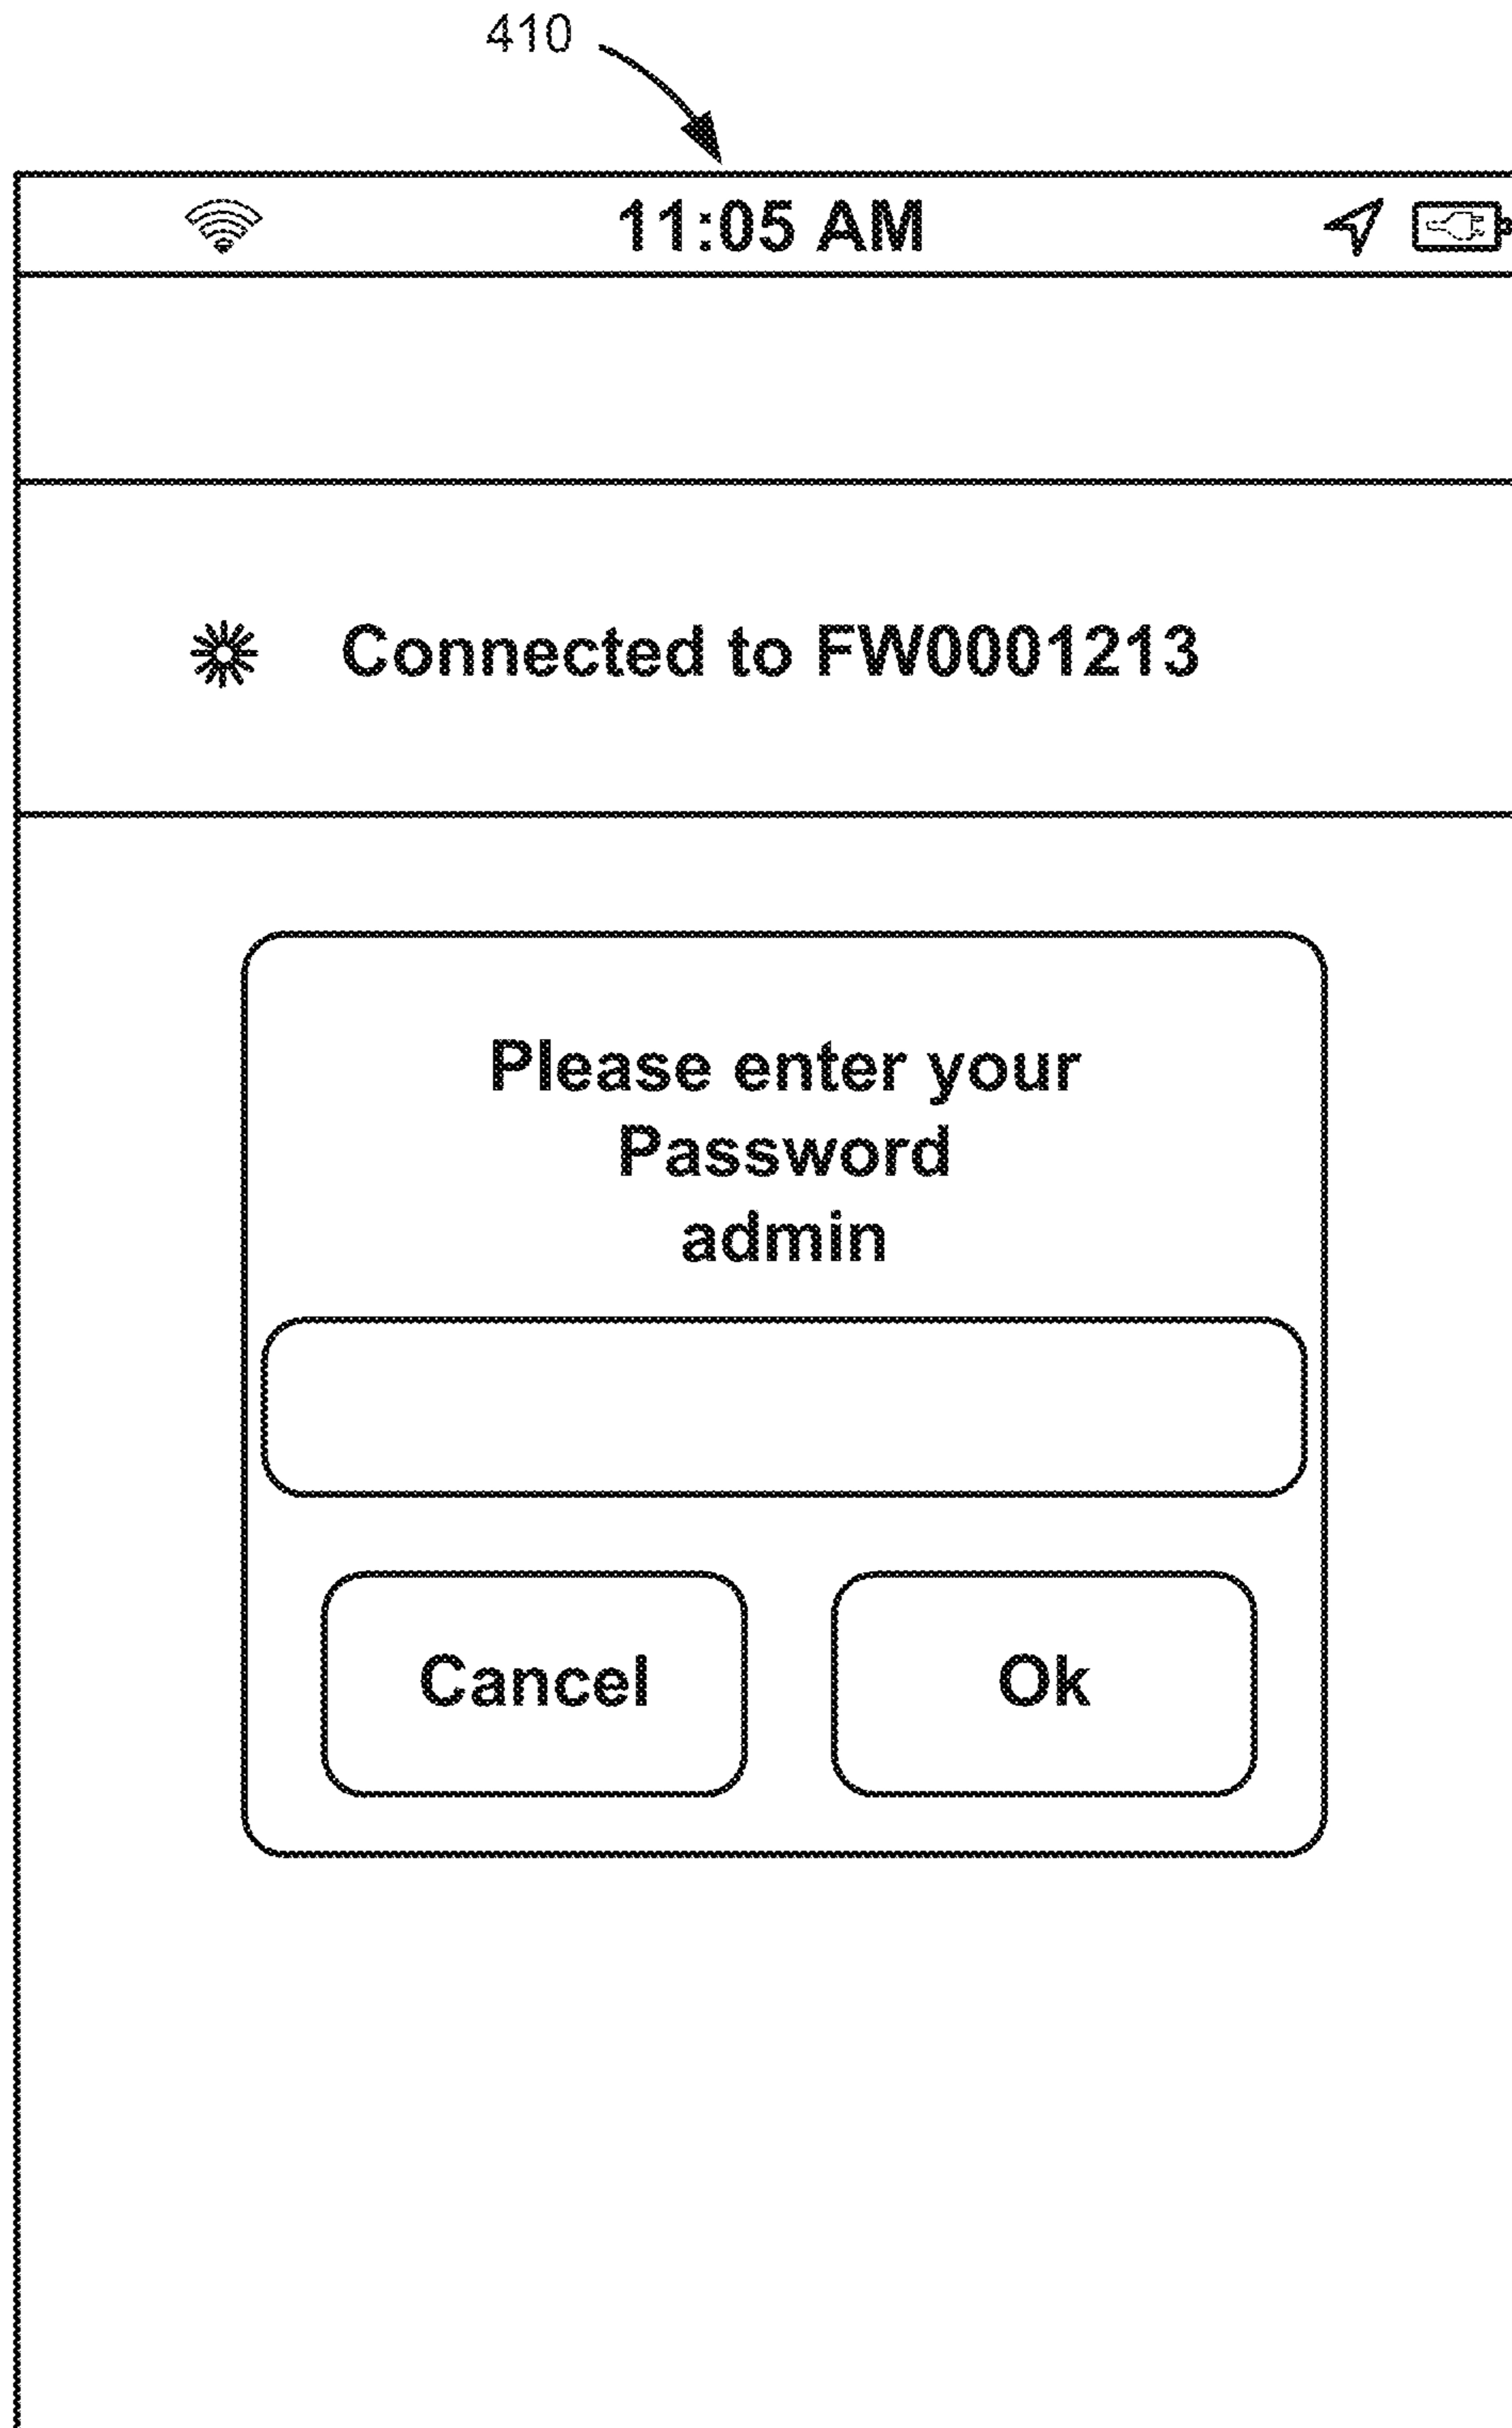 410
11:05 AM
Connected to FW0001213
Please enter your
Password
admin
Cancel
Ok